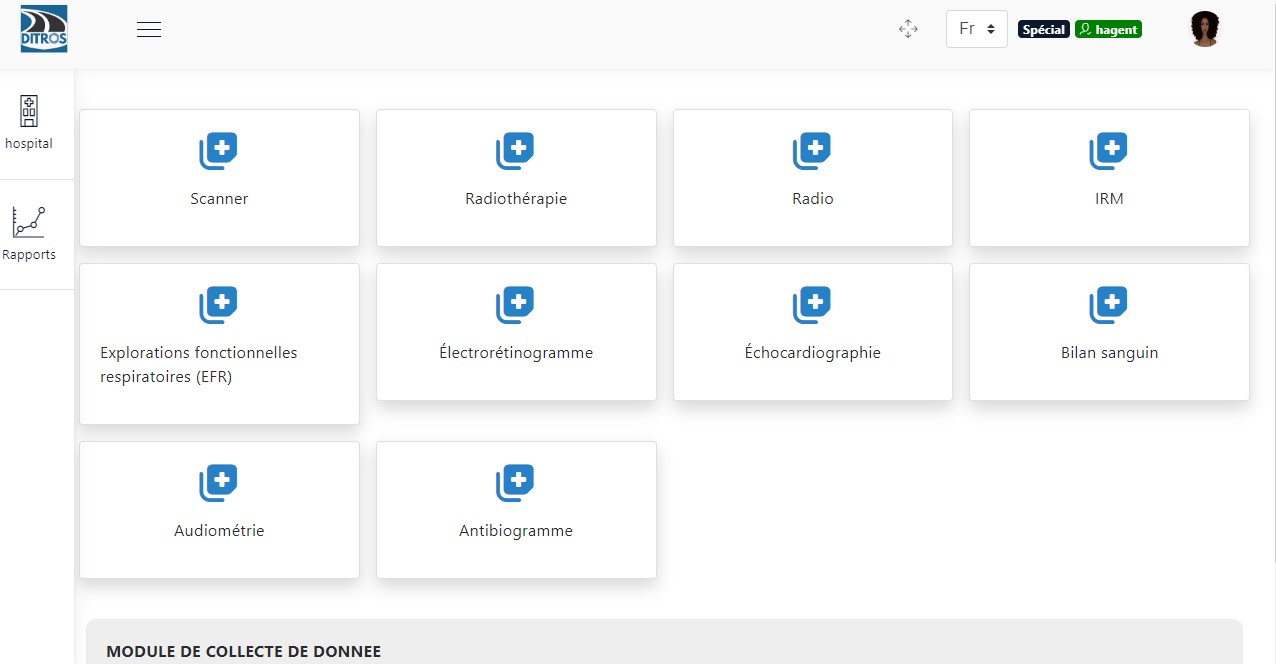 DITROS
Fr
Spécial
hagent
hospital
Rapports
Scanner
Radiothérapie
Radio
IRM
Explorations fonctionnelles
respiratoires (EFR)
Électrorétinogramme
Échocardiographie
Bilan sanguin
Audiométrie
Antibiogramme
MODULE DE COLLECTE DE DONNEE